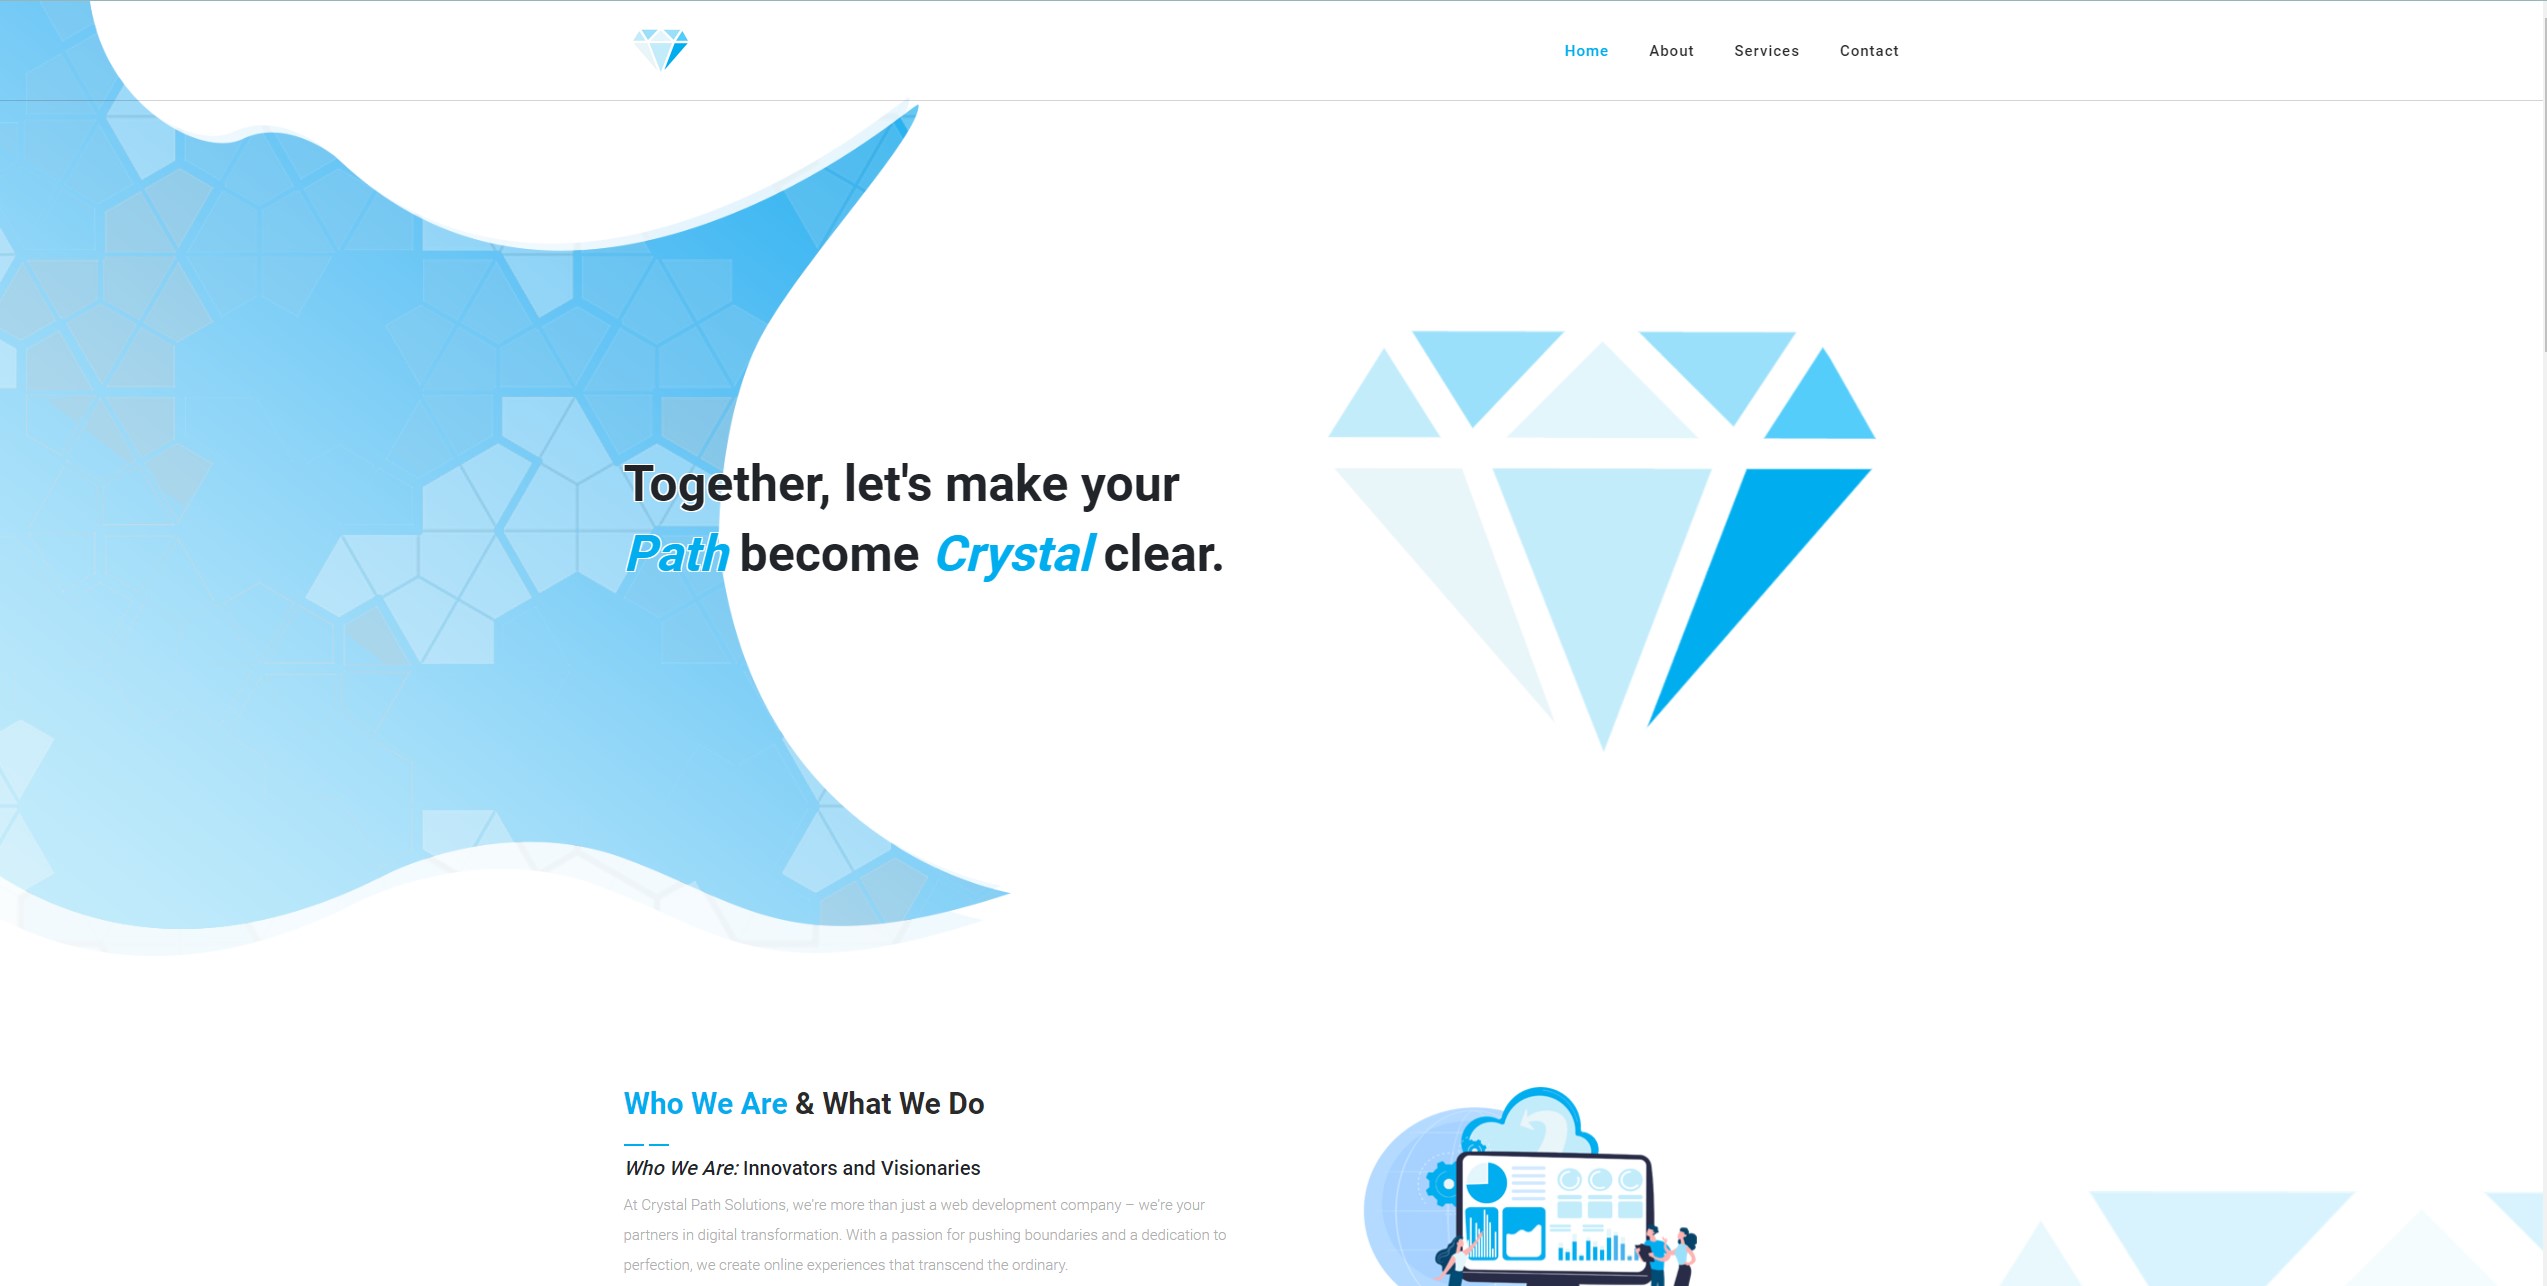 Home About Services Contact
Together, let's make your
Path become Crystal clear.
Who We Are & What We Do
Who We Are: Innovators and Visionaries
At Crystal Path Solutions, we're more than just a web development company – we're your
partners in digital transformation. With a passion for pushing boundaries and a dedication to
perfection, we create online experiences that transcend the ordinary.